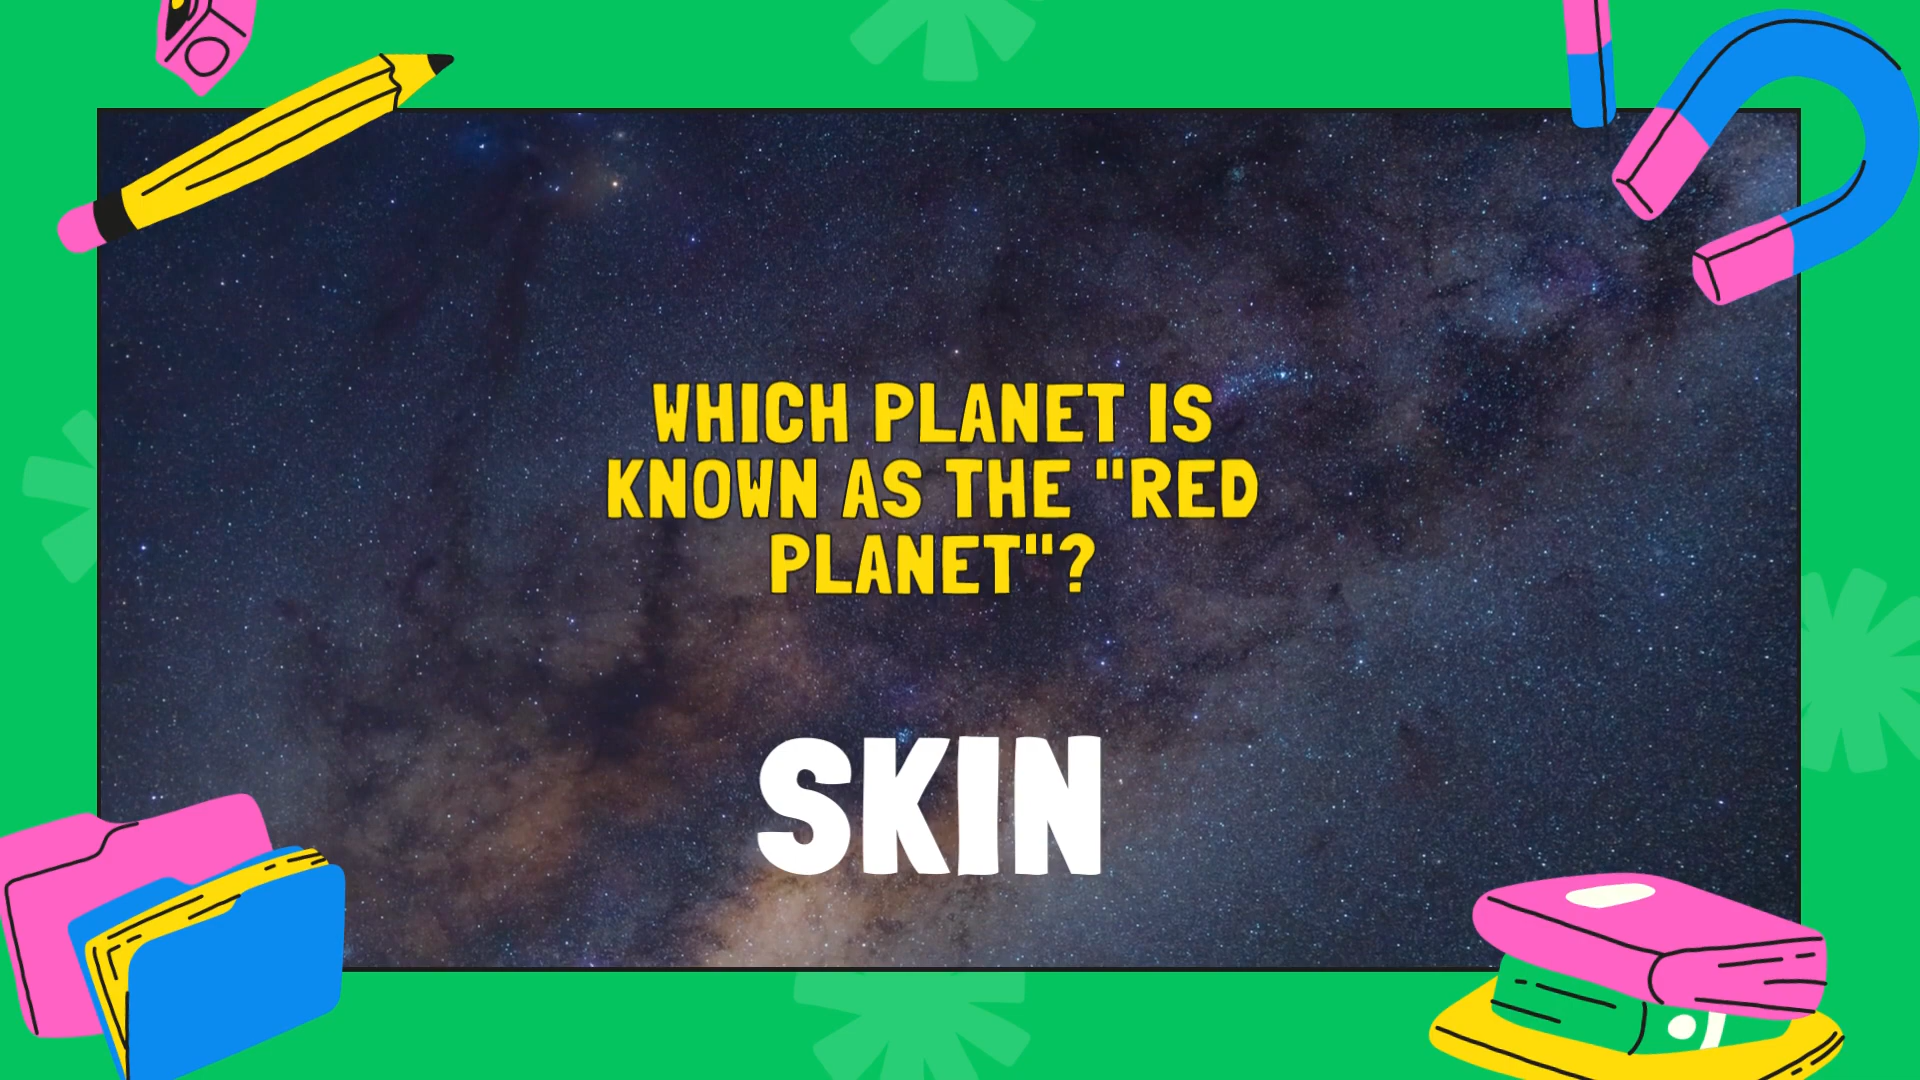 WHICH PLANET IS
KNOWN AS THE "RED
PLANET"?
SKIN